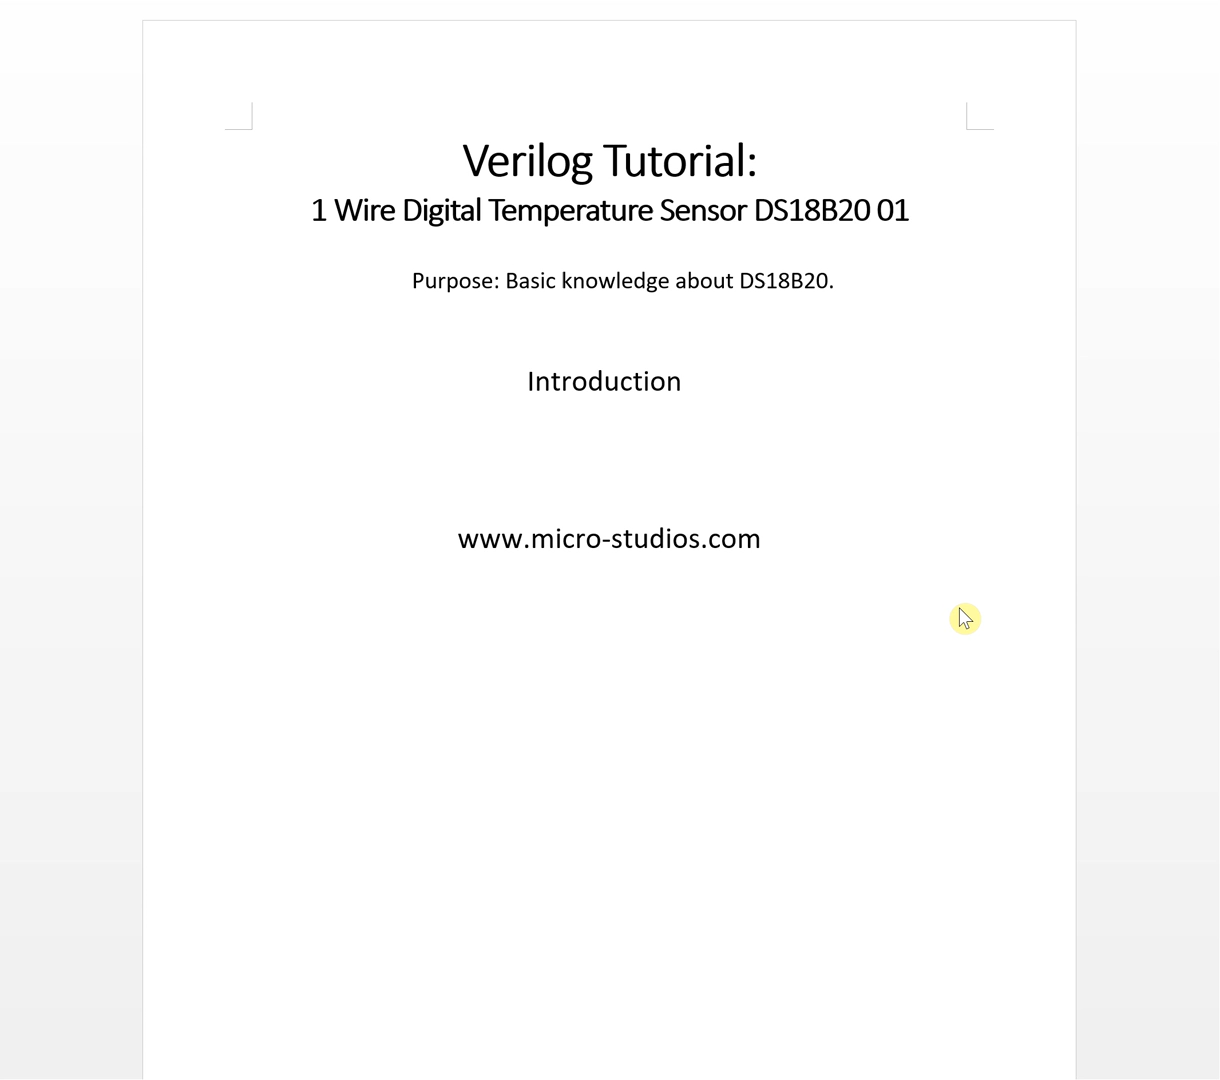 Verilog Tutorial:
1 Wire Digital Temperature Sensor DS18B20 01
Purpose: Basic knowledge about DS18B20.
Introduction
www.micro-studios.com